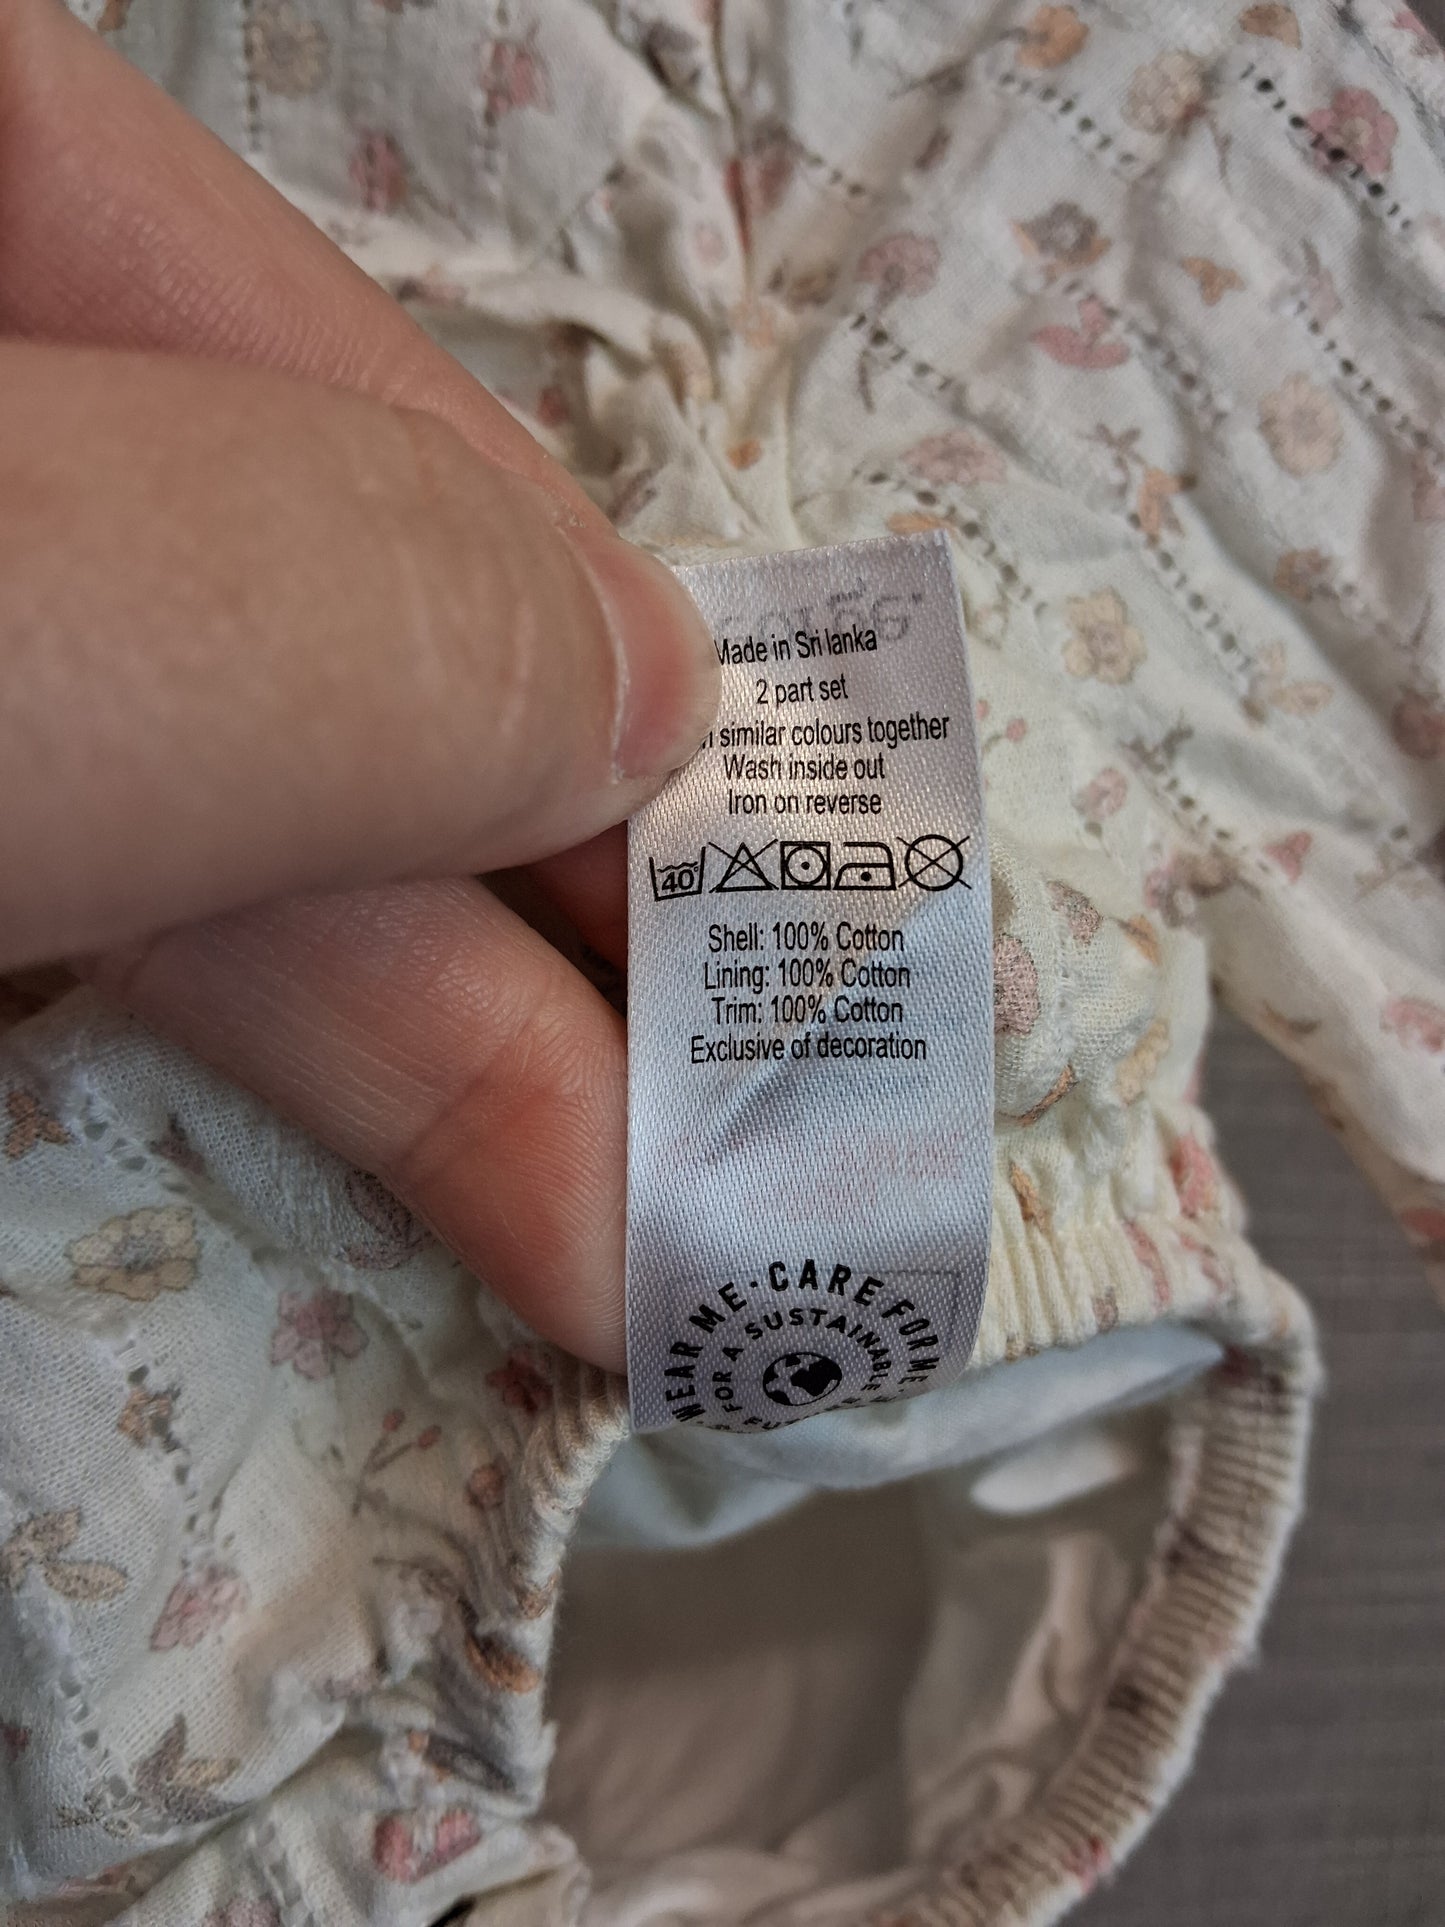 Made in Sri lanka
2 part set
similar colours together
Wash inside out
Iron on reverse
40°
Shell: 100% Cotton
Lining: 100% Cotton
Trim: 100% Cotton
Exclusive of decoration
WEAR ME · CARE FOR ME ·
FOR A SUSTAINABLE